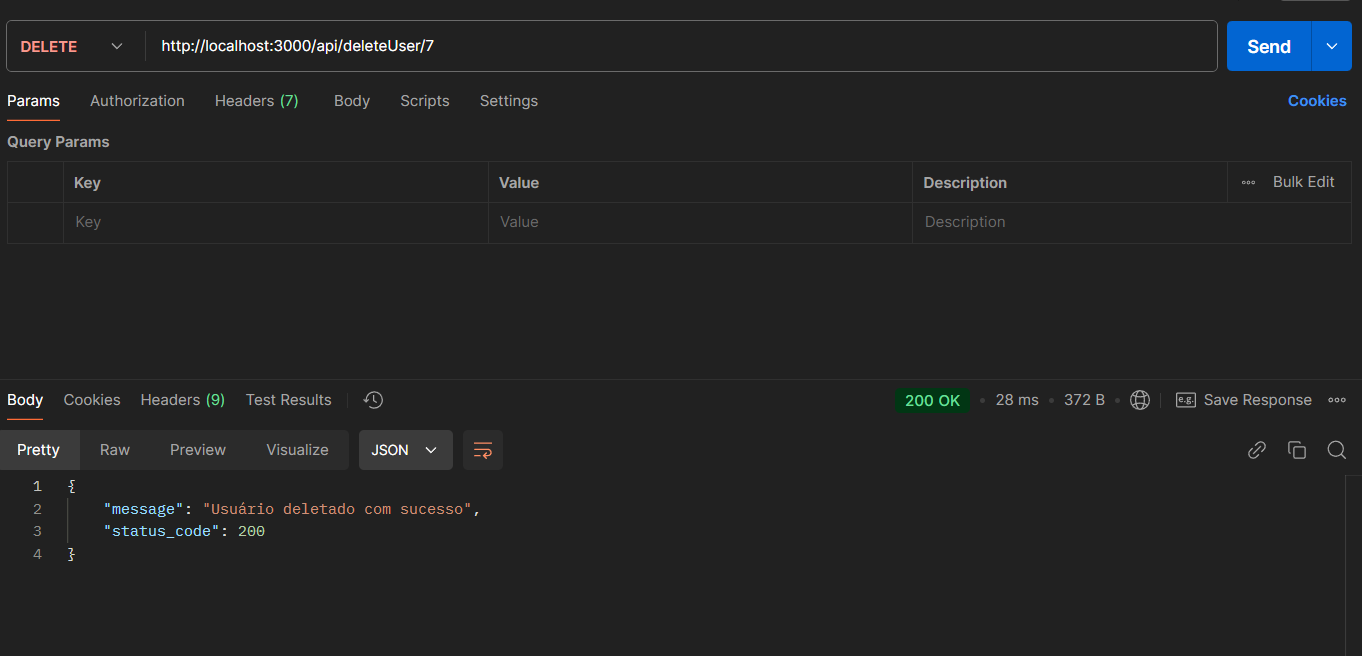 DELETE http://localhost:3000/api/deleteUser/7 Send
Params Authorization Headers (7) Body Scripts Settings Cookies
Query Params
Key Value Description Bulk Edit
Key Value Description
Body Cookies Headers (9) Test Results 200 OK 28 ms 372 B e.g. Save Response
Pretty Raw Preview Visualize JSON
1 {
2 "message": "Usuário deletado com sucesso",
3 "status_code": 200
4 }